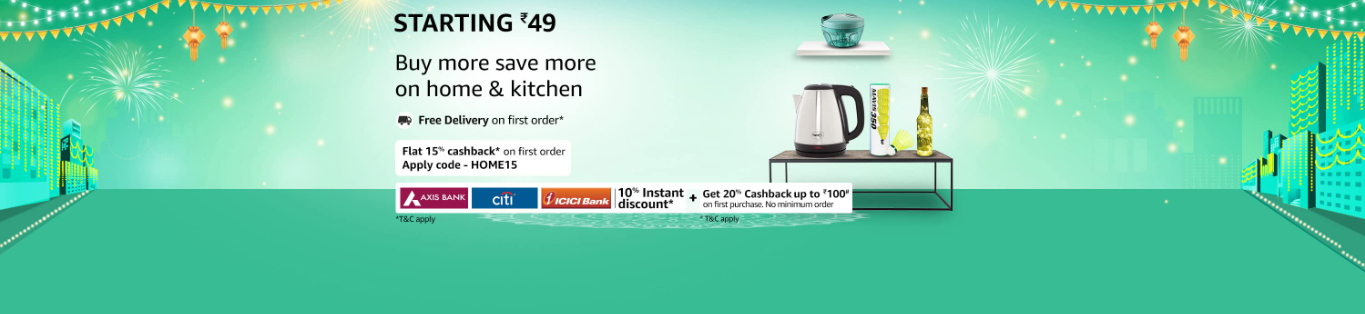 STARTING ₹49
Buy more save more
on home & kitchen
Free Delivery on first order*
Flat 15% cashback* on first order
Apply code - HOME15
AXIS BANK
citi
ICICI Bank
10% Instant
discount*
+
Get 20% Cashback up to ₹100#
on first purchase. No minimum order
*T&C apply
* T&C apply
MAVIS 350